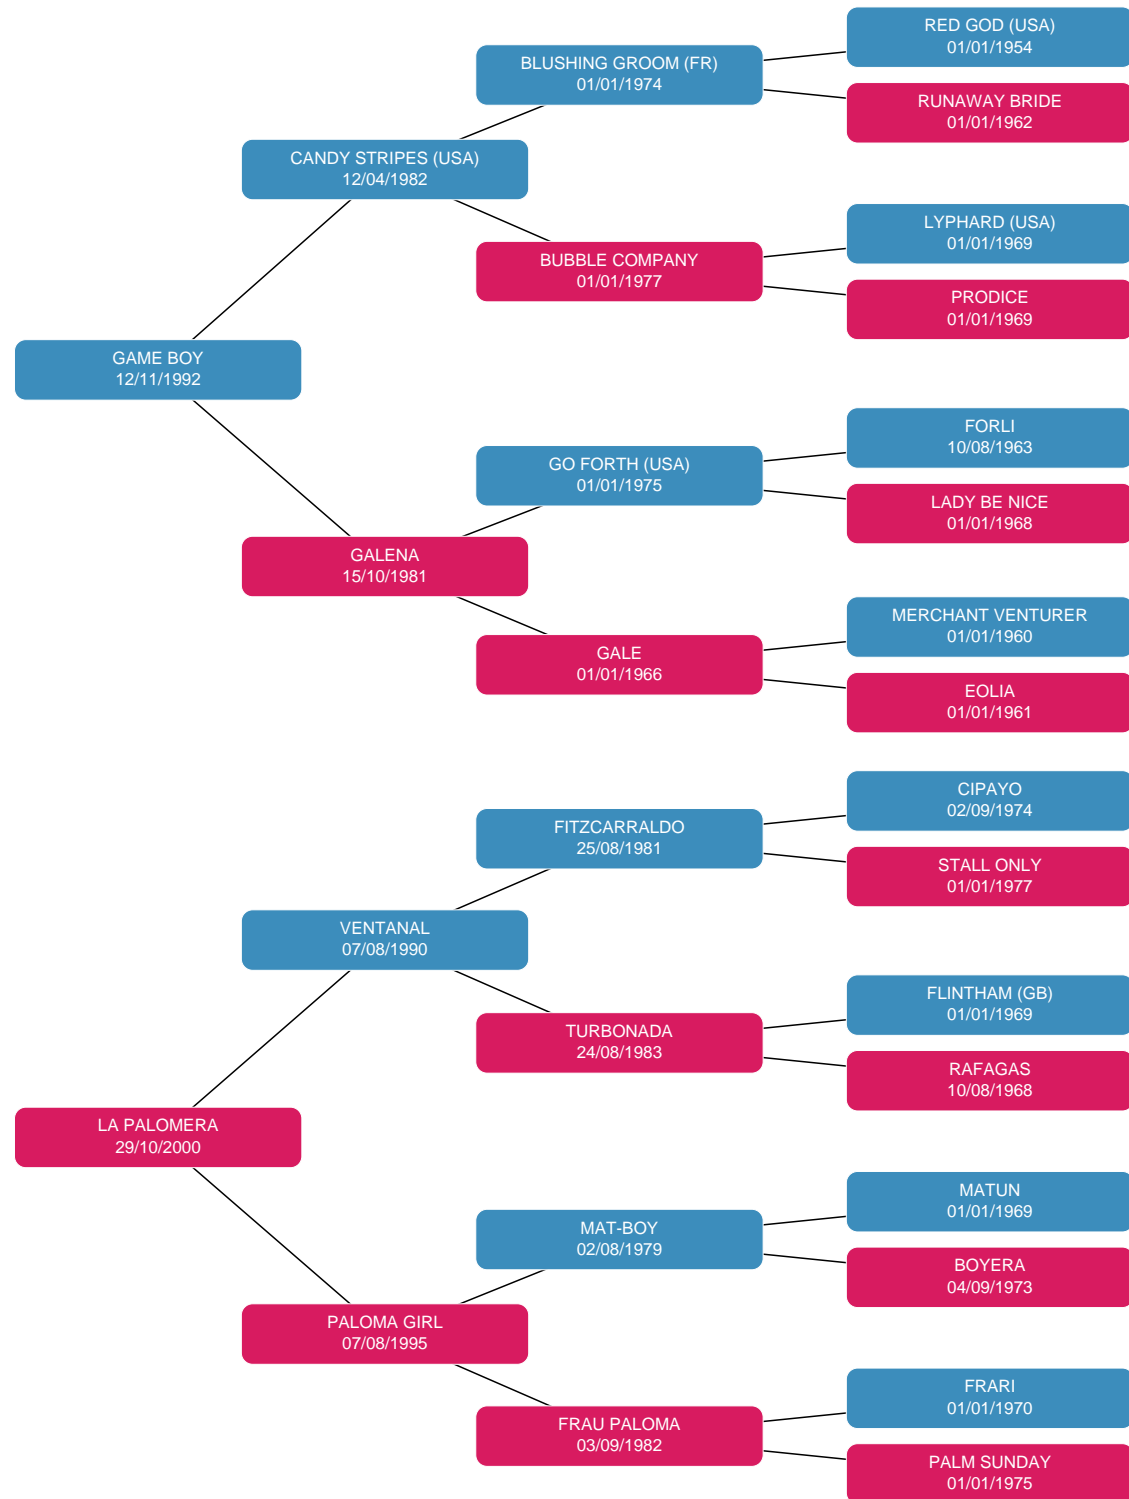 RED GOD (USA)
01/01/1954
BLUSHING GROOM (FR)
01/01/1974
RUNAWAY BRIDE
01/01/1962
CANDY STRIPES (USA)
12/04/1982
LYPHARD (USA)
01/01/1969
BUBBLE COMPANY
01/01/1977
PRODICE
01/01/1969
GAME BOY
12/11/1992
FORLI
10/08/1963
GO FORTH (USA)
01/01/1975
LADY BE NICE
01/01/1968
GALENA
15/10/1981
MERCHANT VENTURER
01/01/1960
GALE
01/01/1966
EOLIA
01/01/1961
CIPAYO
02/09/1974
FITZCARRALDO
25/08/1981
STALL ONLY
01/01/1977
VENTANAL
07/08/1990
FLINTHAM (GB)
01/01/1969
TURBONADA
24/08/1983
RAFAGAS
10/08/1968
LA PALOMERA
29/10/2000
MATUN
01/01/1969
MAT-BOY
02/08/1979
BOYERA
04/09/1973
PALOMA GIRL
07/08/1995
FRARI
01/01/1970
FRAU PALOMA
03/09/1982
PALM SUNDAY
01/01/1975